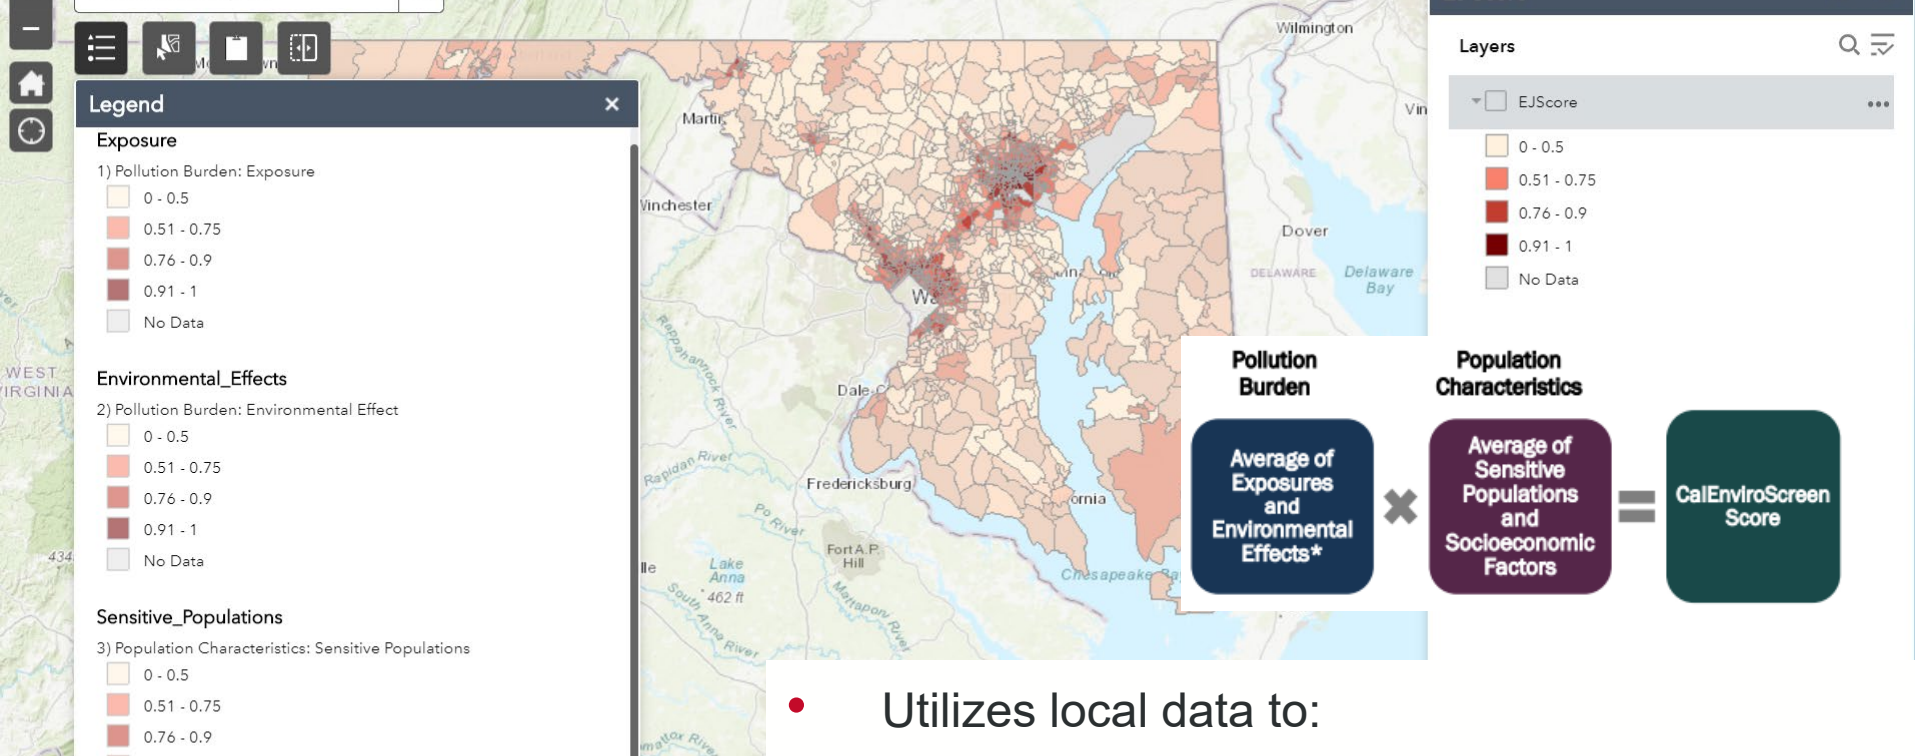 Legend
Exposure
1) Pollution Burden: Exposure
0 - 0.5
0.51 - 0.75
0.76 - 0.9
0.91 - 1
No Data
Environmental_Effects
2) Pollution Burden: Environmental Effect
0 - 0.5
0.51 - 0.75
0.76 - 0.9
0.91 - 1
No Data
Sensitive_Populations
3) Population Characteristics: Sensitive Populations
0 - 0.5
0.51 - 0.75
0.76 - 0.9
WEST
434
Wilmington
Dover
DELAWARE
Delaware
Bay
Rappahannock River
Rapidan River
Fredericksburg
Po River
Fort A.P.
Hill
Lake
Anna
462 ft
South Anna River
Mattaponi River
Chesapeake
Layers
EJScore
0 - 0.5
0.51 - 0.75
0.76 - 0.9
0.91 - 1
No Data
Pollution
Burden
Average of
Exposures
and
Environmental
Effects*
Population
Characteristics
Average of
Sensitive
Populations
and
Socioeconomic
Factors
CalEnviroScreen
Score
• Utilizes local data to: